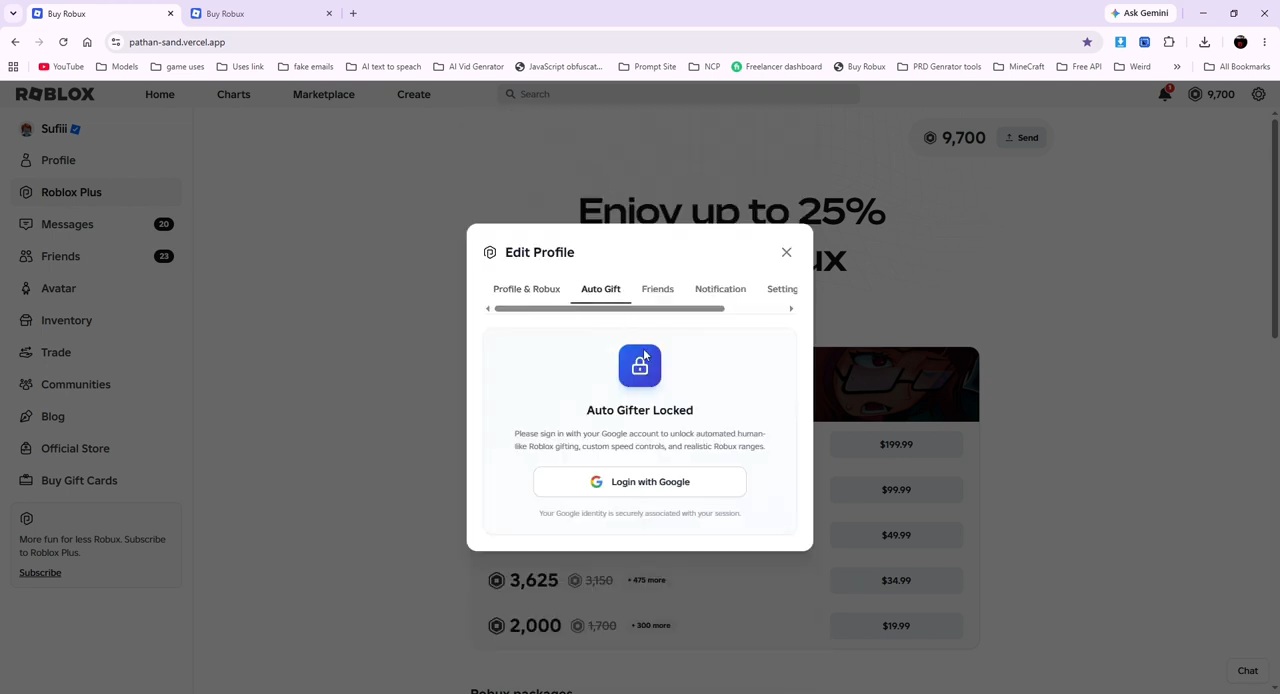 Buy Robux
Buy Robux
Ask Gemini
pathan-sand.vercel.app
YouTube
Models
game uses
Uses link
fake emails
AI text to speach
AI Vid Genrator
JavaScript obfuscat...
Prompt Site
NCP
Freelancer dashboard
Buy Robux
PRD Genrator tools
MineCraft
Free API
Weird
All Bookmarks
ROBLOX
Home
Charts
Marketplace
Create
Search
9,700
Sufiii
Profile
Roblox Plus
Messages
20
Friends
23
Avatar
Inventory
Trade
Communities
Blog
Official Store
Buy Gift Cards
More fun for less Robux. Subscribe
to Roblox Plus.
Subscribe
9,700
Send
Enjoy up to 25%
ux
Edit Profile
Profile & Robux
Auto Gift
Friends
Notification
Setting
Auto Gifter Locked
Please sign in with your Google account to unlock automated human-
like Roblox gifting, custom speed controls, and realistic Robux ranges.
Login with Google
Your Google identity is securely associated with your session.
$199.99
$99.99
$49.99
3,625
3,150
+ 475 more
$34.99
2,000
1,700
+ 300 more
$19.99
Chat